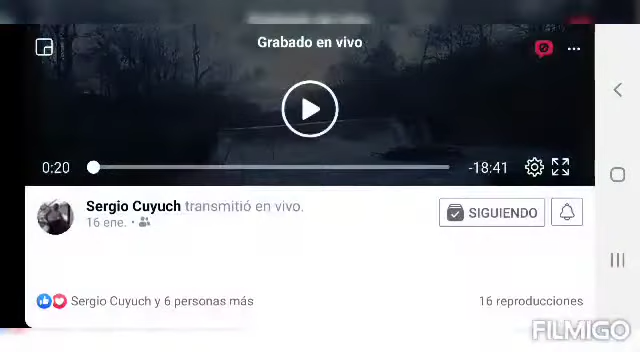 Grabado en vivo
0:20
-18:41
Sergio Cuyuch transmitió en vivo.
16 ene.
SIGUIENDO
Sergio Cuyuch y 6 personas más
16 reproducciones
FILMIGO